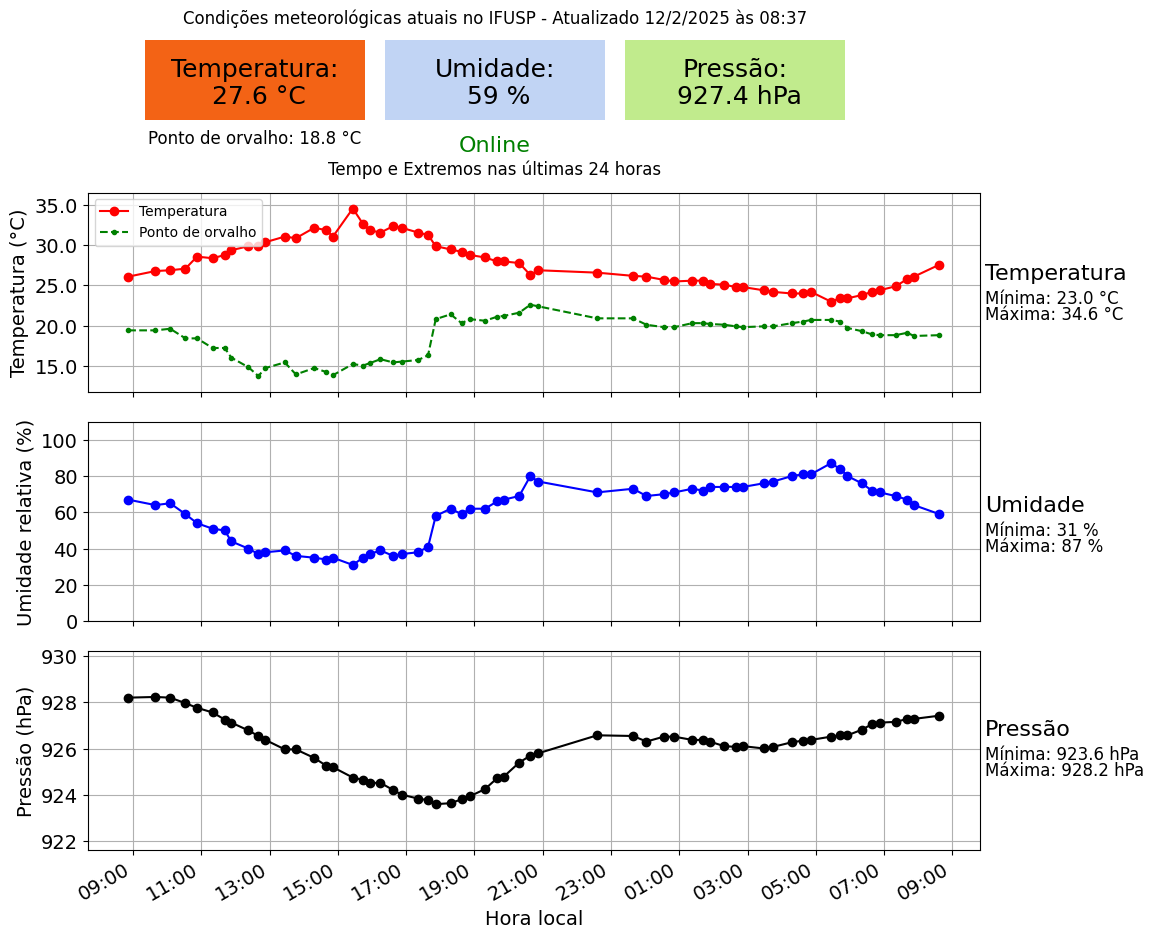 Condições meteorológicas atuais no IFUSP - Atualizado 12/2/2025 às 08:37
Temperatura:
27.6 °C
Umidade:
59 %
Pressão:
927.4 hPa
Ponto de orvalho: 18.8 °C
Online
Tempo e Extremos nas últimas 24 horas
Temperatura (°C)
35.0
30.0
25.0
20.0
15.0
Temperatura
Ponto de orvalho
Temperatura
Mínima: 23.0 °C
Máxima: 34.6 °C
Umidade relativa (%)
100
80
60
40
20
0
Umidade
Mínima: 31 %
Máxima: 87 %
Pressão (hPa)
930
928
926
924
922
Pressão
Mínima: 923.6 hPa
Máxima: 928.2 hPa
09:00 11:00 13:00 15:00 17:00 19:00 21:00 23:00 01:00 03:00 05:00 07:00 09:00
Hora local